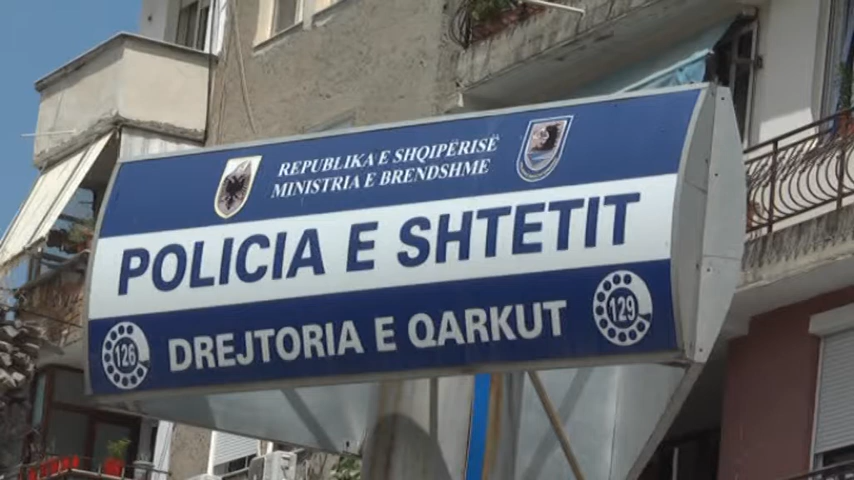 REPUBLIKA E SHQIPËRISË
MINISTRIA E BRENDSHME
POLICIA E SHTETIT
126 DREJTORIA E QARKUT 129